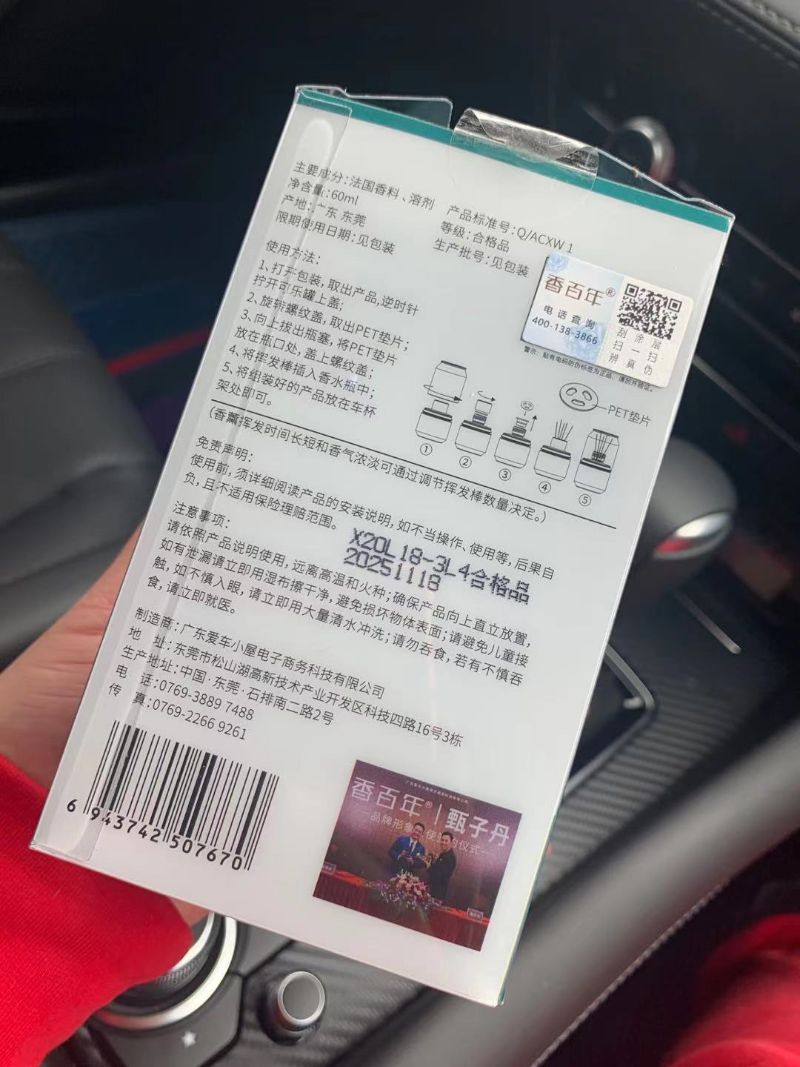 主要成分：法国香料、溶剂
净含量：60ml
产地：广东 东莞
限期使用日期：见包装
产品标准号：Q/ACXW 1
等级：合格品
生产批号：见包装
香百年®
电话查询
400-138-3866
刮涂层
扫一扫
辨真伪
警示：贴有电码防伪标签为正品，谨防开验证。
使用方法：
1、打开包装，取出产品，逆时针
拧开可乐罐上盖；
2、旋转螺纹盖，取出PET垫片；
3、向上拔出瓶塞，将PET垫片
放在瓶口处，盖上螺纹盖；
4、将挥发棒插入香水瓶中；
5、将组装好的产品放在车杯
架处即可。
PET垫片
① ② ③ ④ ⑤
（香薰挥发时间长短和香气浓淡可通过调节挥发棒数量决定。）
免责声明：
使用前，须详细阅读产品的安装说明，如不当操作、使用等，后果自
负，且不适用保险理赔范围。
X20L18-3L4合格品
20251118
注意事项：
请依照产品说明使用，远离高温和火种；确保产品向上直立放置，
如有泄漏请立即用湿布擦干净，避免损坏物体表面；请避免儿童接
触，如不慎入眼，请立即用大量清水冲洗；请勿吞食，若有不慎吞
食，请立即就医。
制造商：广东爱车小屋电子商务科技有限公司
地 址：东莞市松山湖高新技术产业开发区科技四路16号3栋
生产地址：中国·东莞·石排南二路2号
电 话：0769-3889 7488
传 真：0769-2266 9261
6 943742 507670
香百年®｜甄子丹